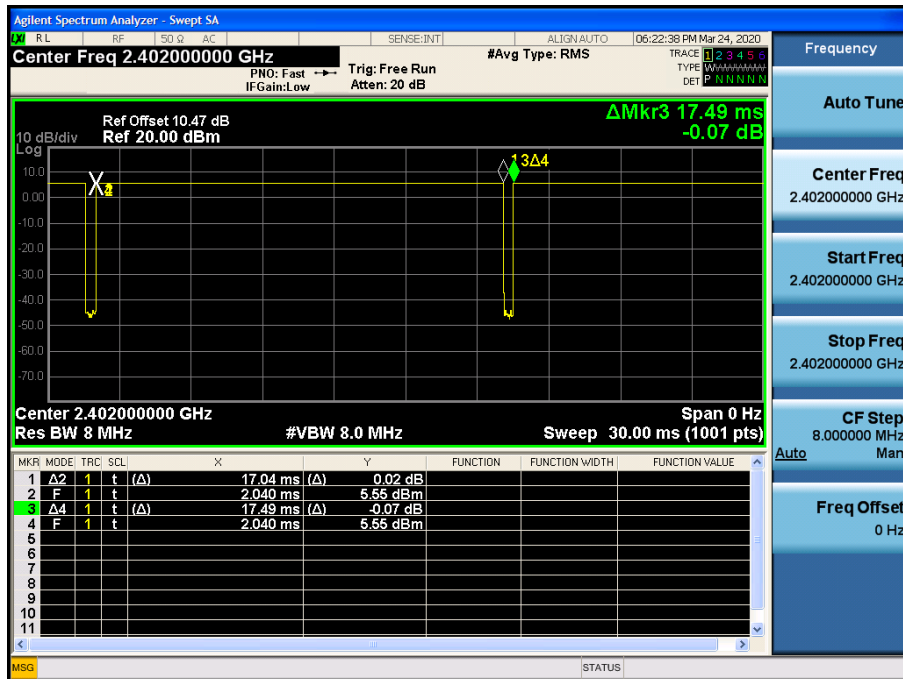 Agilent Spectrum Analyzer - Swept SA
LXI RL RF 50 Ω AC SENSE:INT ALIGN AUTO 06:22:38 PM Mar 24, 2020
Center Freq 2.402000000 GHz #Avg Type: RMS TRACE 1 2 3 4 5 6
PNO: Fast Trig: Free Run TYPE WWWWWW
IFGain:Low Atten: 20 dB DET P N N N N N
Frequency
Auto Tune
Center Freq
2.402000000 GHz
Start Freq
2.402000000 GHz
Stop Freq
2.402000000 GHz
CF Step
8.000000 MHz
Auto Man
Freq Offset
0 Hz
ΔMkr3 17.49 ms
-0.07 dB
Ref Offset 10.47 dB
10 dB/div Ref 20.00 dBm
Log
10.0
0.00
-10.0
-20.0
-30.0
-40.0
-50.0
-60.0
-70.0
1 3Δ4
Center 2.402000000 GHz Span 0 Hz
Res BW 8 MHz #VBW 8.0 MHz Sweep 30.00 ms (1001 pts)
MKR MODE TRC SCL X Y FUNCTION FUNCTION WIDTH FUNCTION VALUE
1 Δ2 1 t (Δ) 17.04 ms (Δ) 0.02 dB
2 F 1 t 2.040 ms 5.55 dBm
3 Δ4 1 t (Δ) 17.49 ms (Δ) -0.07 dB
4 F 1 t 2.040 ms 5.55 dBm
5
6
7
8
9
10
11
MSG STATUS